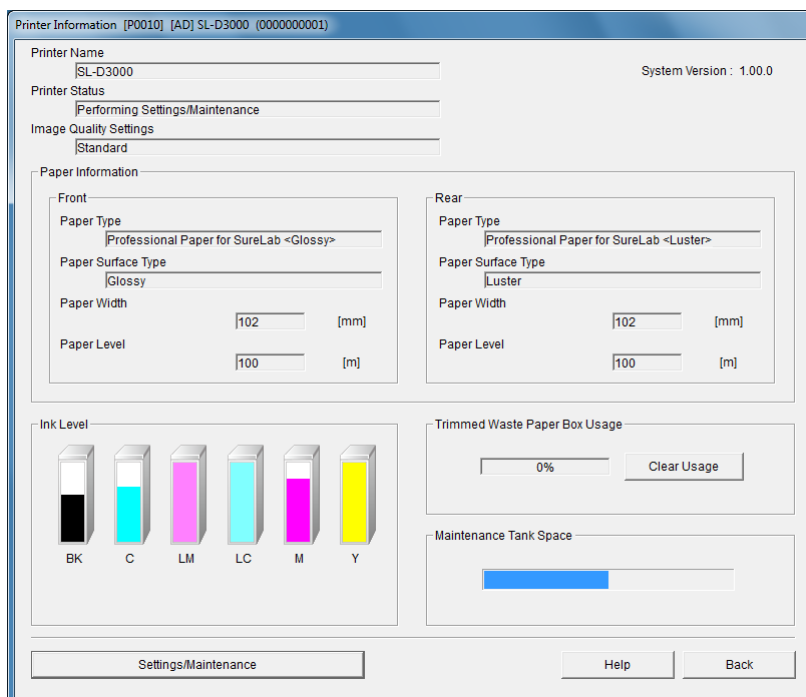 Printer Information [P0010] [AD] SL-D3000 (0000000001)
Printer Name
SL-D3000
System Version : 1.00.0
Printer Status
Performing Settings/Maintenance
Image Quality Settings
Standard
Paper Information
Front
Paper Type
Professional Paper for SureLab <Glossy>
Paper Surface Type
Glossy
Paper Width
102 [mm]
Paper Level
100 [m]
Rear
Paper Type
Professional Paper for SureLab <Luster>
Paper Surface Type
Luster
Paper Width
102 [mm]
Paper Level
100 [m]
Ink Level
BK C LM LC M Y
Trimmed Waste Paper Box Usage
0% Clear Usage
Maintenance Tank Space
Settings/Maintenance Help Back